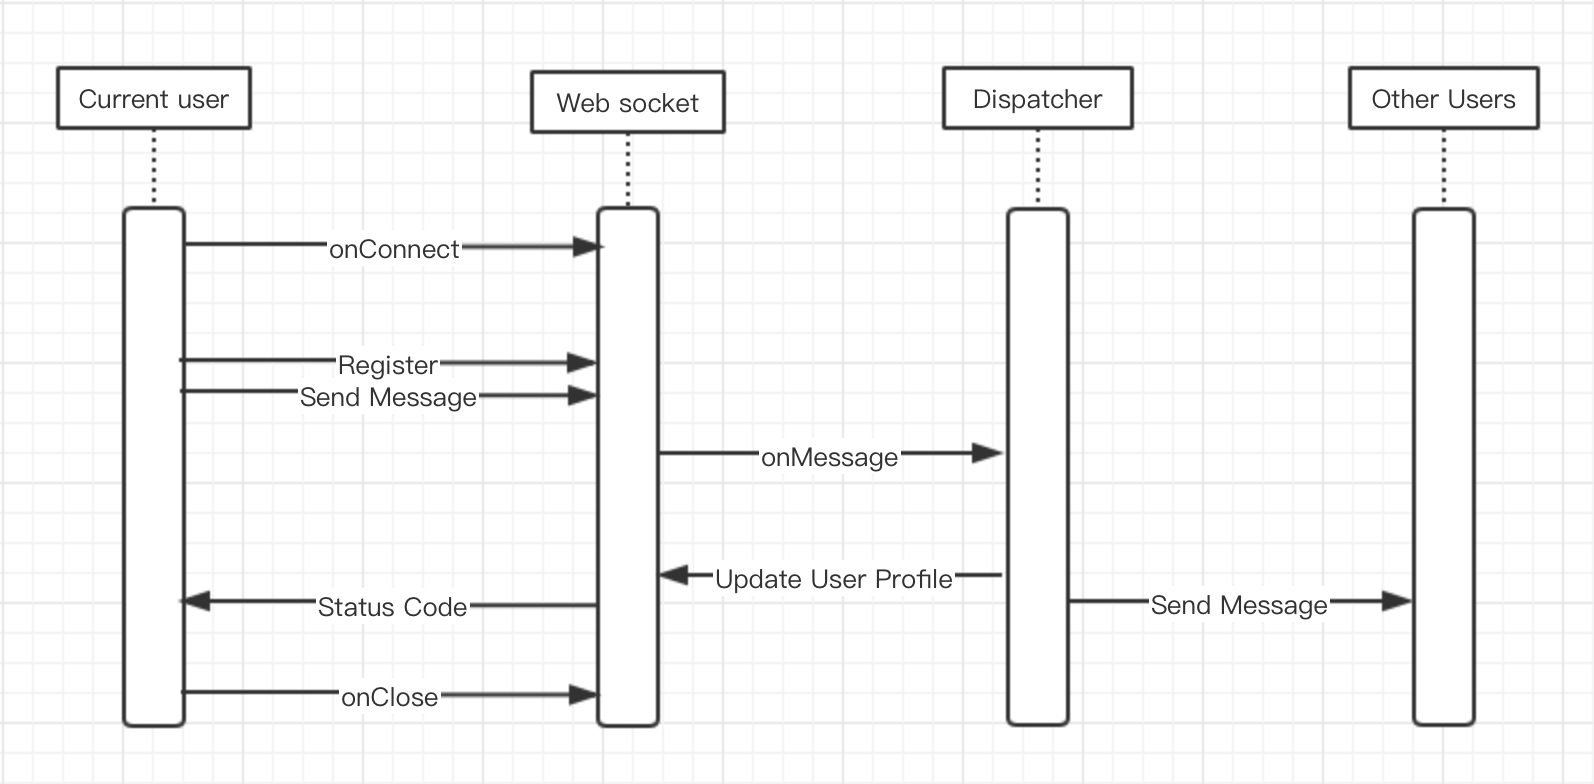 Current user
Web socket
Dispatcher
Other Users
onConnect
Register
Send Message
onMessage
Update User Profile
Status Code
Send Message
onClose